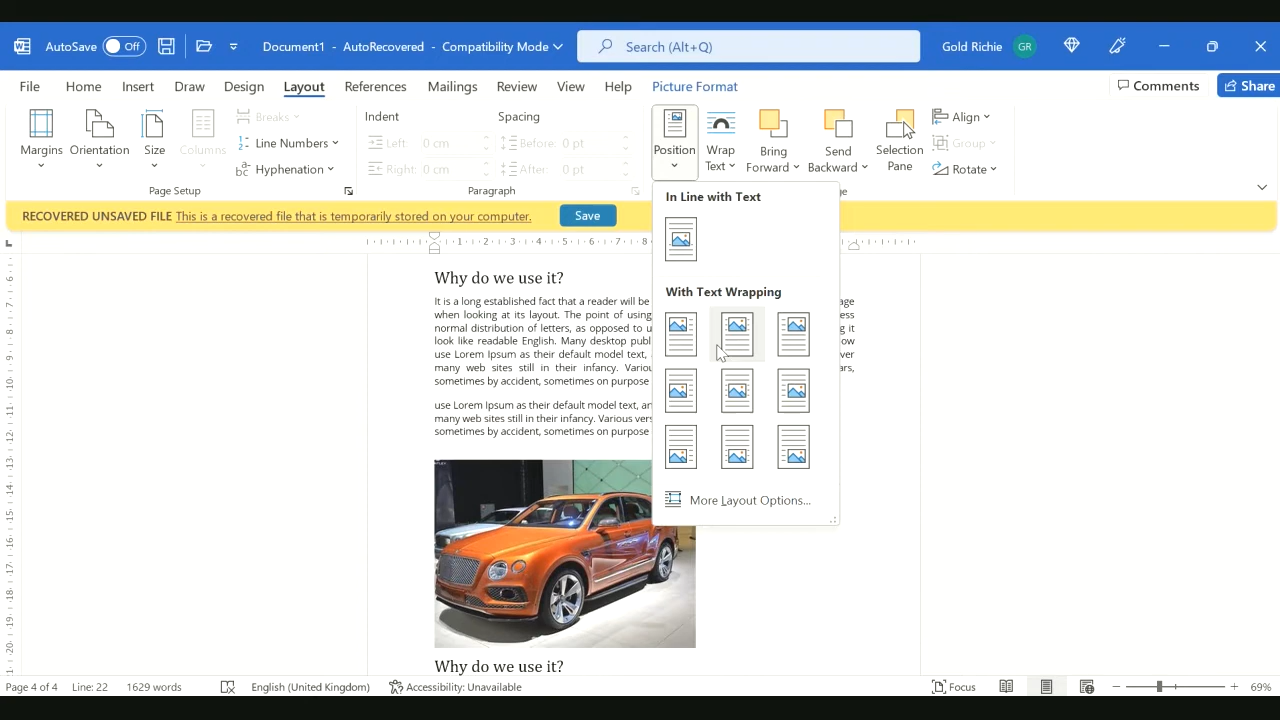 AutoSave Off Document1 - AutoRecovered - Compatibility Mode Search (Alt+Q) Gold Richie GR
File Home Insert Draw Design Layout References Mailings Review View Help Picture Format Comments Share
Margins Orientation Size Columns Breaks Line Numbers Hyphenation
Page Setup
Indent Spacing
Left: 0 cm Before: 0 pt
Right: 0 cm After: 0 pt
Paragraph
Position Wrap Text Bring Forward Send Backward Selection Pane Align Group Rotate
RECOVERED UNSAVED FILE This is a recovered file that is temporarily stored on your computer. Save
In Line with Text
With Text Wrapping
More Layout Options...
1 2 3 4 5 6 7 8
Why do we use it?
It is a long established fact that a reader will be
when looking at its layout. The point of using
normal distribution of letters, as opposed to
look like readable English. Many desktop
use Lorem Ipsum as their default model text,
many web sites still in their infancy.
sometimes by accident, sometimes on purpose
use Lorem Ipsum as their default model text,
many web sites still in their infancy. Various
sometimes by accident, sometimes on purpose
Why do we use it?
Page 4 of 4 Line: 22 1629 words English (United Kingdom) Accessibility: Unavailable Focus 69%